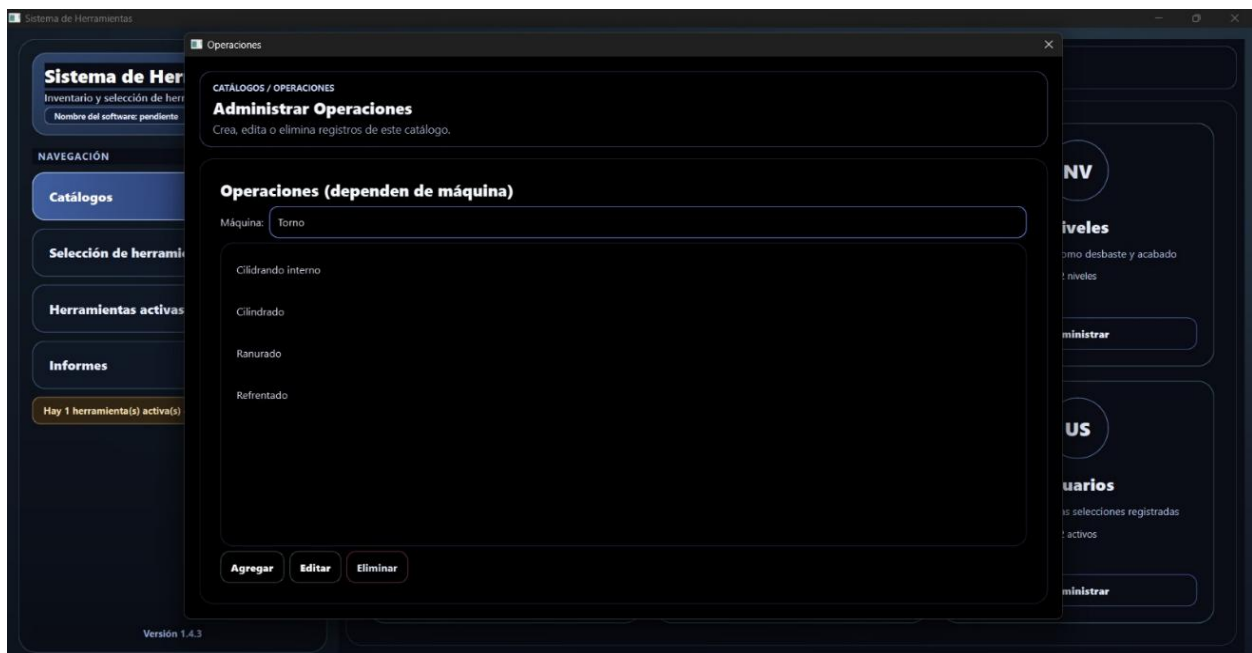 Sistema de Herramientas
Operaciones
Sistema de Her
Inventario y selección de herr
Nombre del software: pendiente
NAVEGACIÓN
Catálogos
Selección de herrami
Herramientas activas
Informes
Hay 1 herramienta(s) activa(s)
Versión 1.4.3
CATÁLOGOS / OPERACIONES
Administrar Operaciones
Crea, edita o elimina registros de este catálogo.
Operaciones (dependen de máquina)
Máquina: Torno
Cilidrando interno
Cilindrado
Ranurado
Refrentado
Agregar Editar Eliminar
NV
iveles
omo desbaste y acabado
niveles
ministrar
US
uarios
as selecciones registradas
activos
ministrar